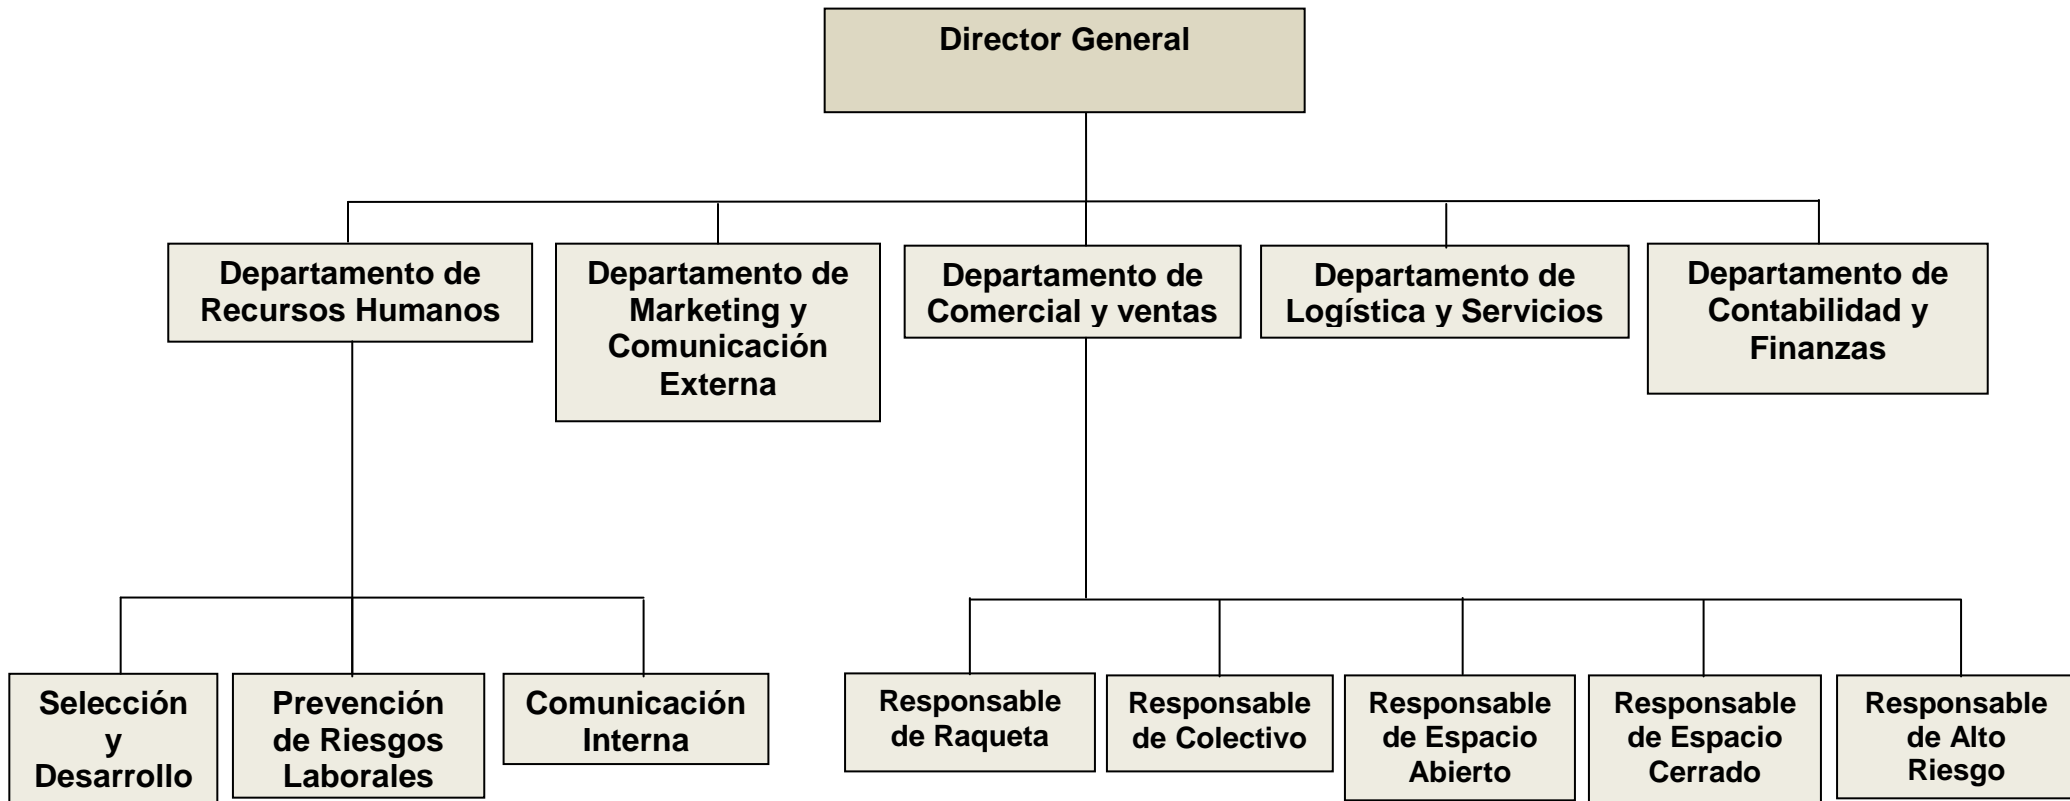 Director General
Departamento de
Recursos Humanos
Departamento de
Marketing y
Comunicación
Externa
Departamento de
Comercial y ventas
Departamento de
Logística y Servicios
Departamento de
Contabilidad y
Finanzas
Selección
y
Desarrollo
Prevención
de Riesgos
Laborales
Comunicación
Interna
Responsable
de Raqueta
Responsable
de Colectivo
Responsable
de Espacio
Abierto
Responsable
de Espacio
Cerrado
Responsable
de Alto
Riesgo